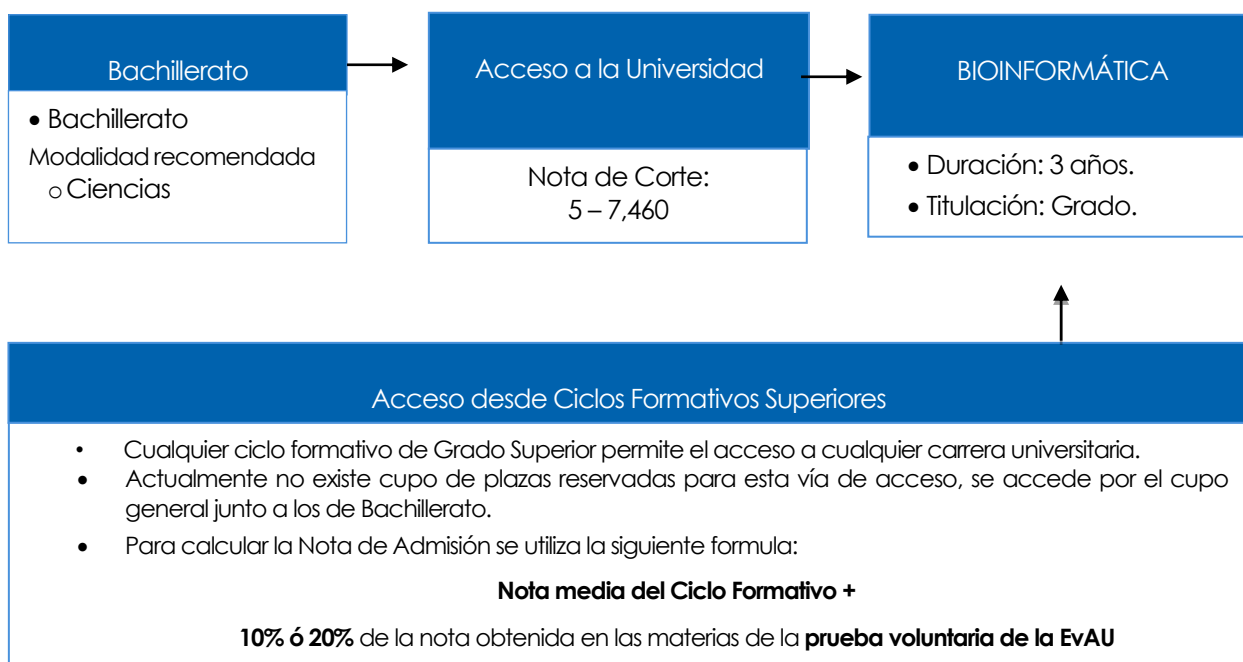 Bachillerato
• Bachillerato
Modalidad recomendada
o Ciencias
Acceso a la Universidad
Nota de Corte:
5 – 7,460
BIOINFORMÁTICA
• Duración: 3 años.
• Titulación: Grado.
Acceso desde Ciclos Formativos Superiores
• Cualquier ciclo formativo de Grado Superior permite el acceso a cualquier carrera universitaria.
• Actualmente no existe cupo de plazas reservadas para esta vía de acceso, se accede por el cupo
general junto a los de Bachillerato.
• Para calcular la Nota de Admisión se utiliza la siguiente formula:
Nota media del Ciclo Formativo +
10% ó 20% de la nota obtenida en las materias de la prueba voluntaria de la EvAU